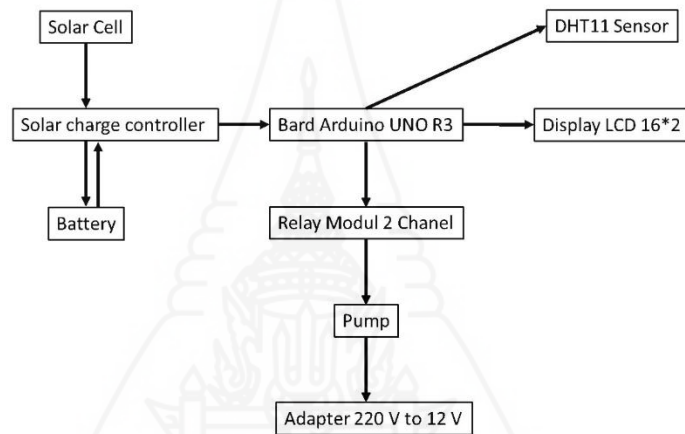 Solar Cell
DHT11 Sensor
Solar charge controller
Bard Arduino UNO R3
Display LCD 16*2
Battery
Relay Modul 2 Chanel
Pump
Adapter 220 V to 12 V